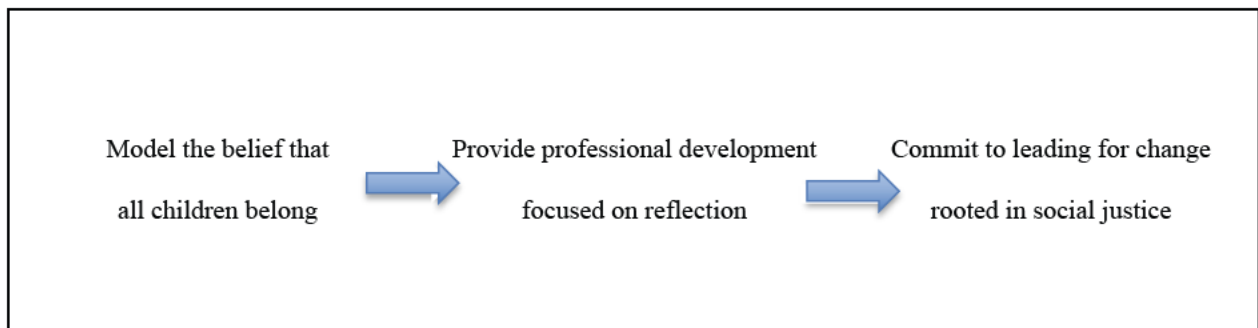 Model the belief that
all children belong
Provide professional development
focused on reflection
Commit to leading for change
rooted in social justice